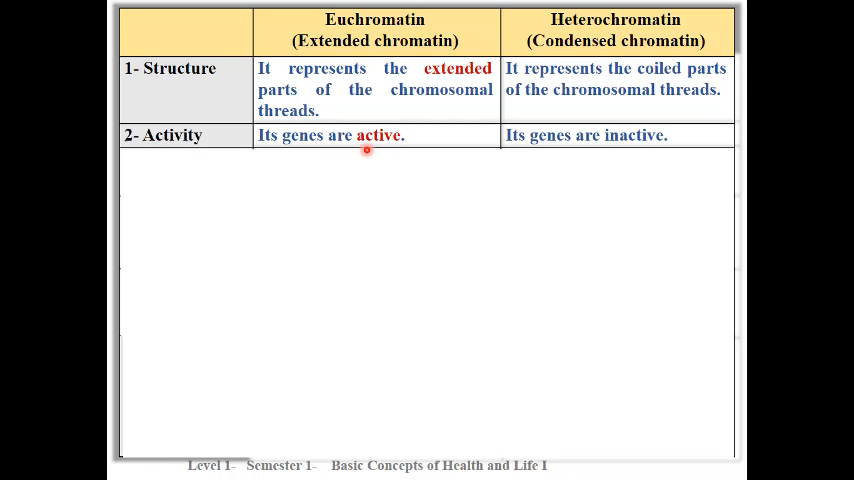 Euchromatin
(Extended chromatin)
Heterochromatin
(Condensed chromatin)
1- Structure
It represents the extended
parts of the chromosomal
threads.
It represents the coiled parts
of the chromosomal threads.
2- Activity
Its genes are active.
Its genes are inactive.
Level 1- Semester 1- Basic Concepts of Health and Life I